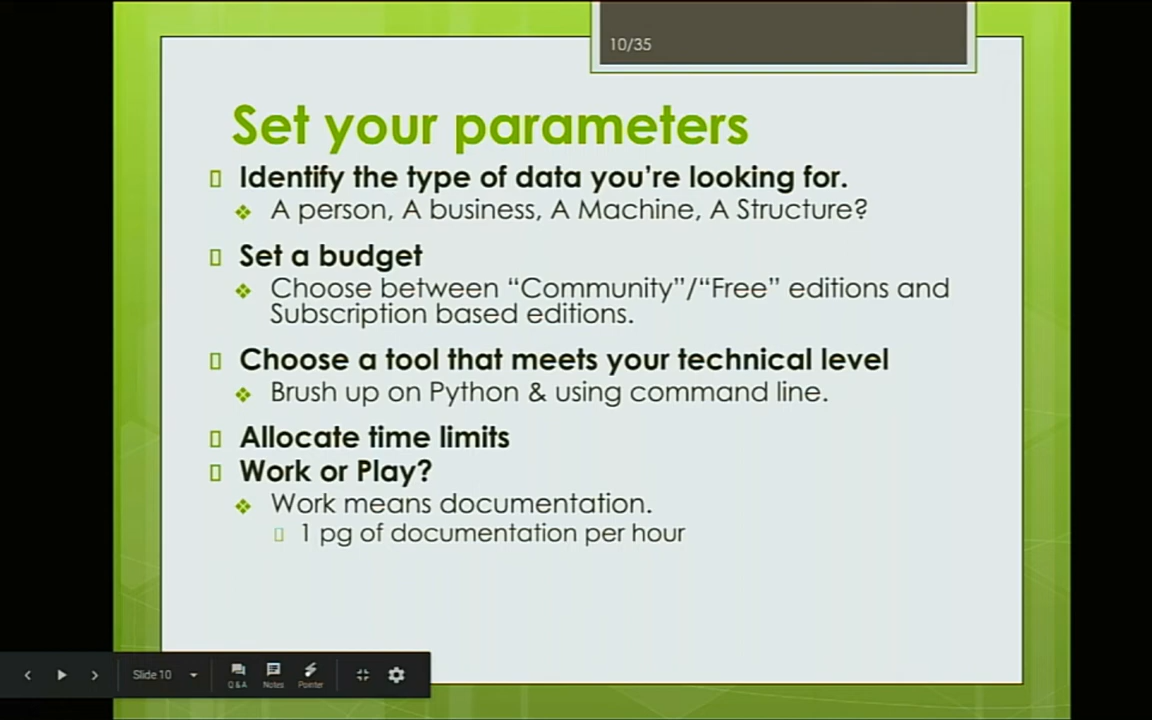 10/35
Set your parameters
Identify the type of data you're looking for.
A person, A business, A Machine, A Structure?
Set a budget
Choose between “Community”/“Free” editions and
Subscription based editions.
Choose a tool that meets your technical level
Brush up on Python & using command line.
Allocate time limits
Work or Play?
Work means documentation.
1 pg of documentation per hour
Slide 10
Q&A Notes Pointer